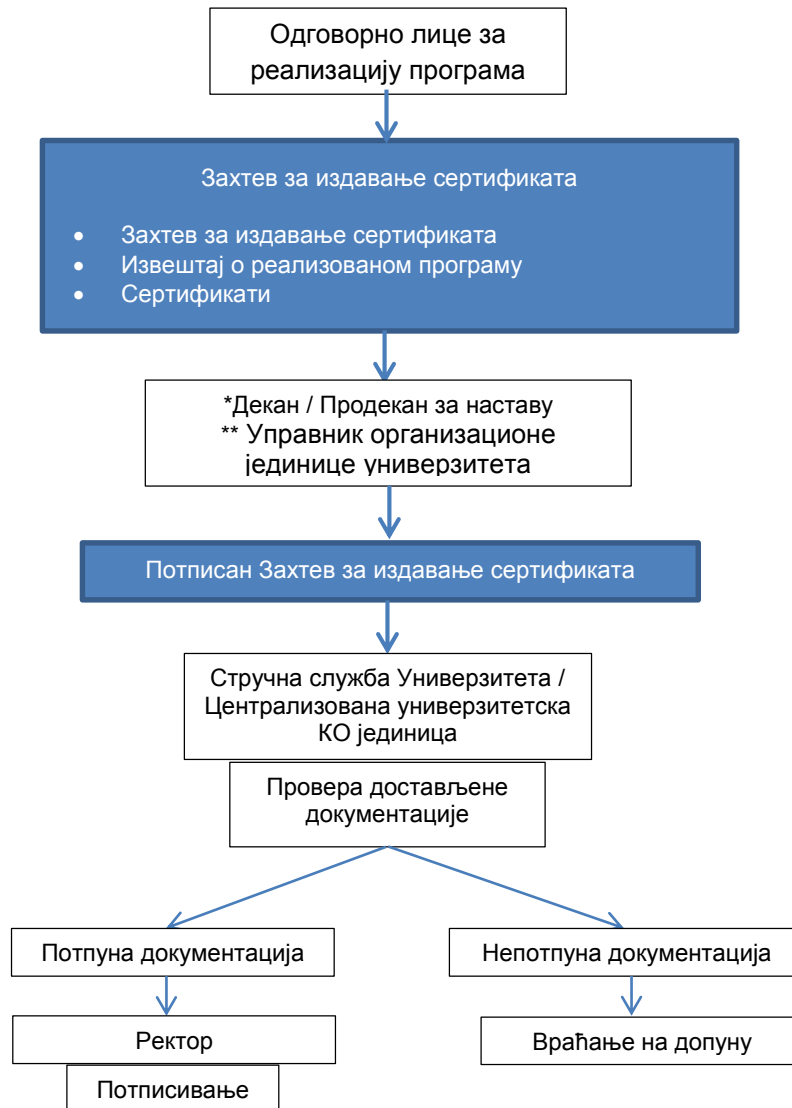 Одговорно лице за
реализацију програма
Захтев за издавање сертификата
• Захтев за издавање сертификата
• Извештај о реализованом програму
• Сертификати
*Декан / Продекан за наставу
** Управник организационе
јединице универзитета
Потписан Захтев за издавање сертификата
Стручна служба Универзитета /
Централизована универзитетска
КО јединица
Провера достављене
документације
Потпуна документација
Непотпуна документација
Ректор
Враћање на допуну
Потписивање